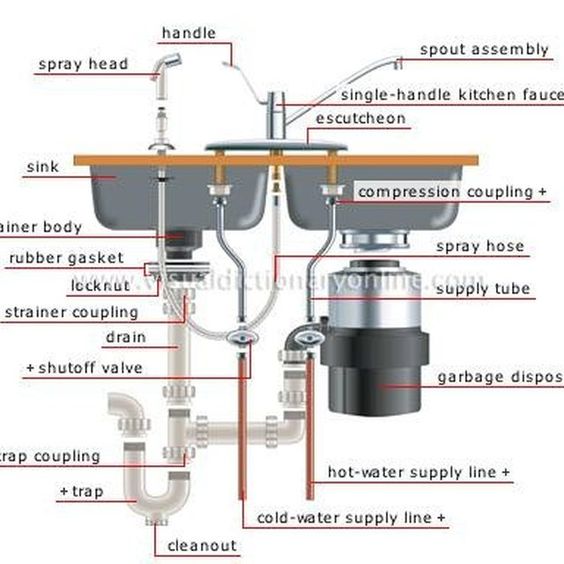 handle
spray head
spout assembly
single-handle kitchen fauce
escutcheon
sink
compression coupling +
ainer body
spray hose
rubber gasket
www.visualdictionaryonline.com
locknut
supply tube
strainer coupling
drain
+ shutoff valve
garbage dispos
rap coupling
hot-water supply line +
+ trap
cold-water supply line +
cleanout